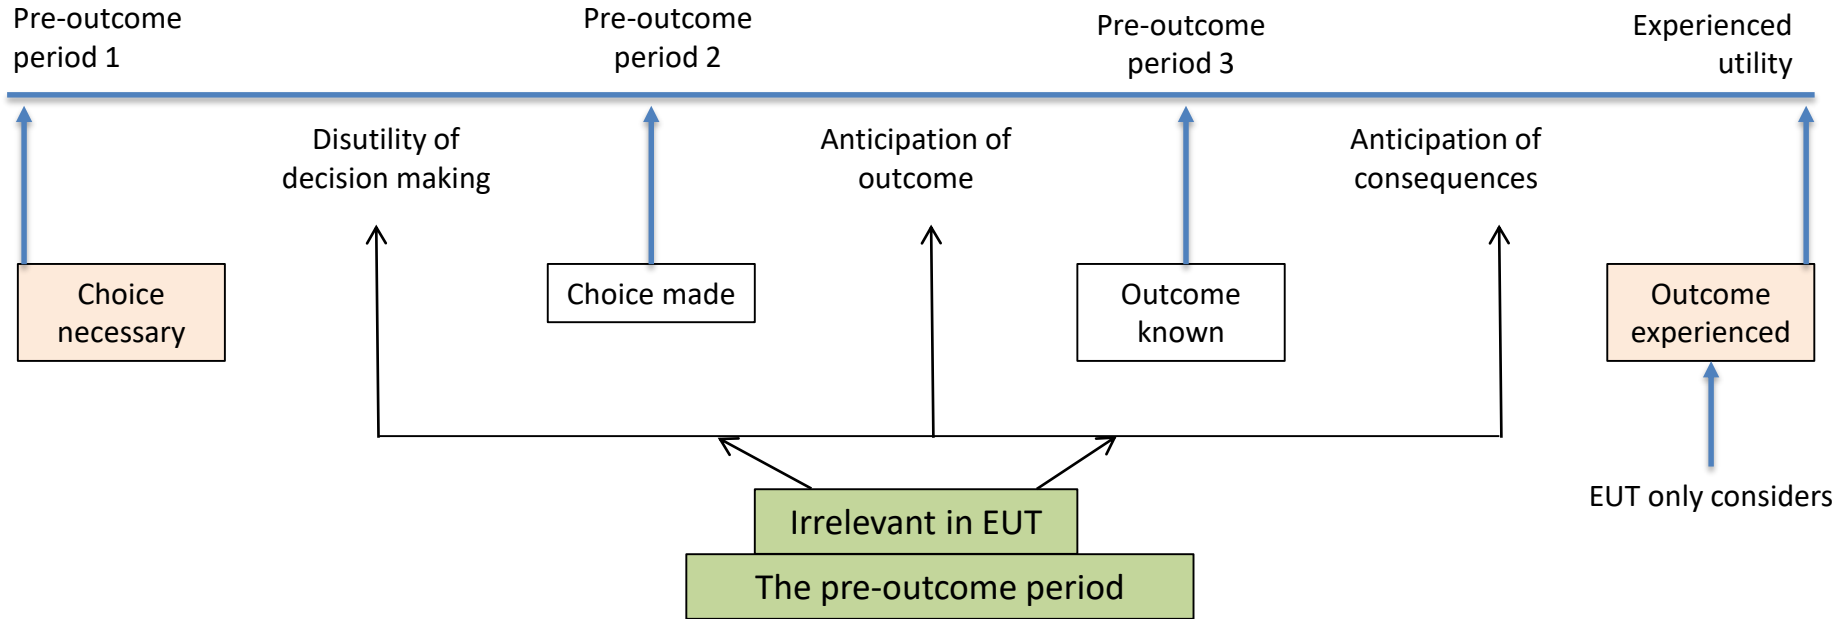 Pre-outcome
period 1
Pre-outcome
period 2
Pre-outcome
period 3
Experienced
utility
Disutility of
decision making
Anticipation of
outcome
Anticipation of
consequences
Choice
necessary
Choice made
Outcome
known
Outcome
experienced
EUT only considers
Irrelevant in EUT
The pre-outcome period